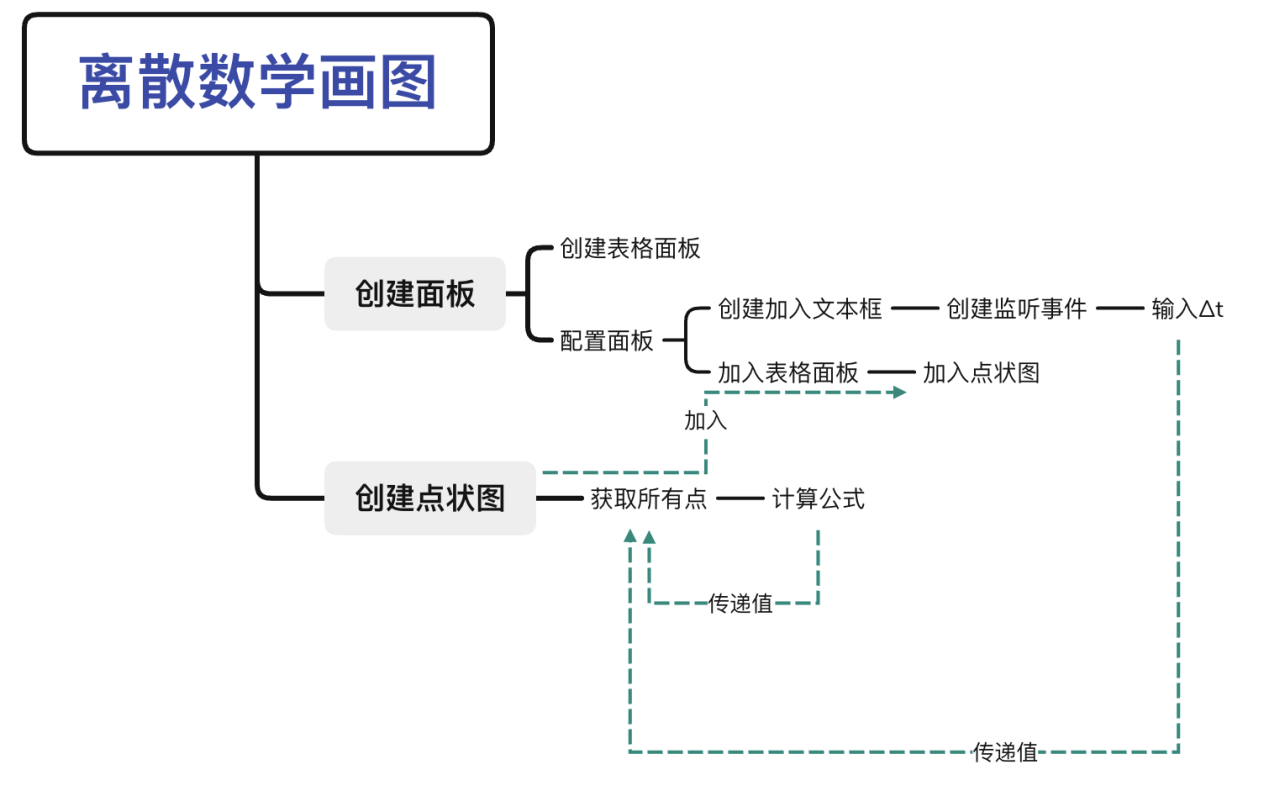 离散数学画图
创建面板
创建表格面板
配置面板
创建加入文本框
创建监听事件
输入Δt
加入表格面板
加入点状图
加入
创建点状图
获取所有点
计算公式
传递值
传递值